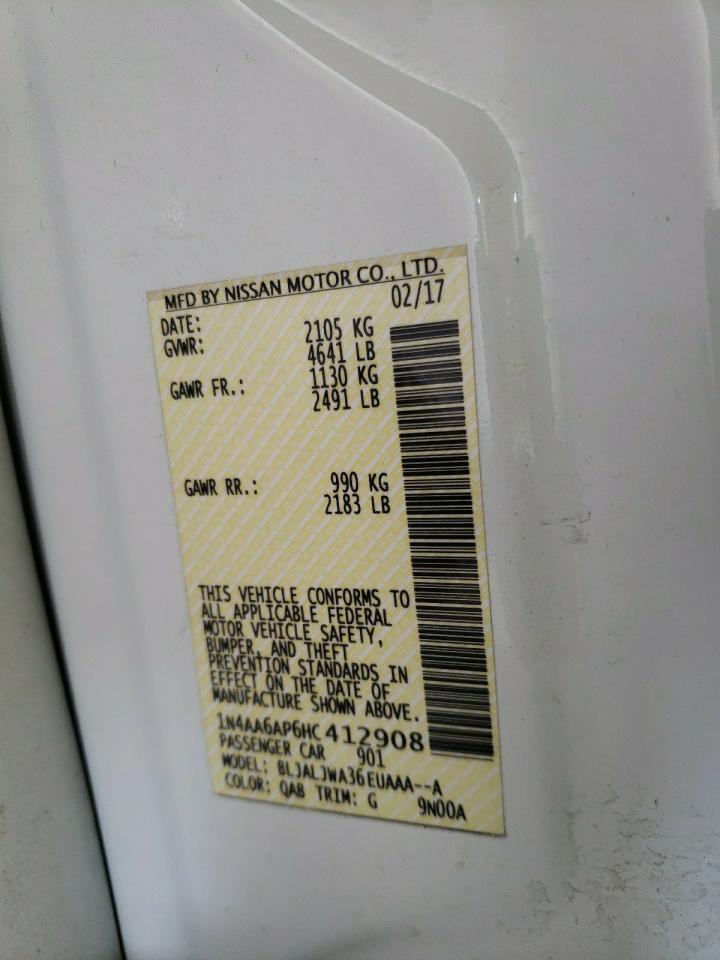 MFD BY NISSAN MOTOR CO., LTD.
DATE: 02/17
GVWR: 2105 KG
4641 LB
GAWR FR.: 1130 KG
2491 LB
GAWR RR.: 990 KG
2183 LB
THIS VEHICLE CONFORMS TO
ALL APPLICABLE FEDERAL
MOTOR VEHICLE SAFETY,
BUMPER, AND THEFT
PREVENTION STANDARDS IN
EFFECT ON THE DATE OF
MANUFACTURE SHOWN ABOVE.
1N4AA6AP6HC412908
PASSENGER CAR 901
MODEL: BLJALJWA36EUAAA--A
COLOR: QAB TRIM: G 9N00A